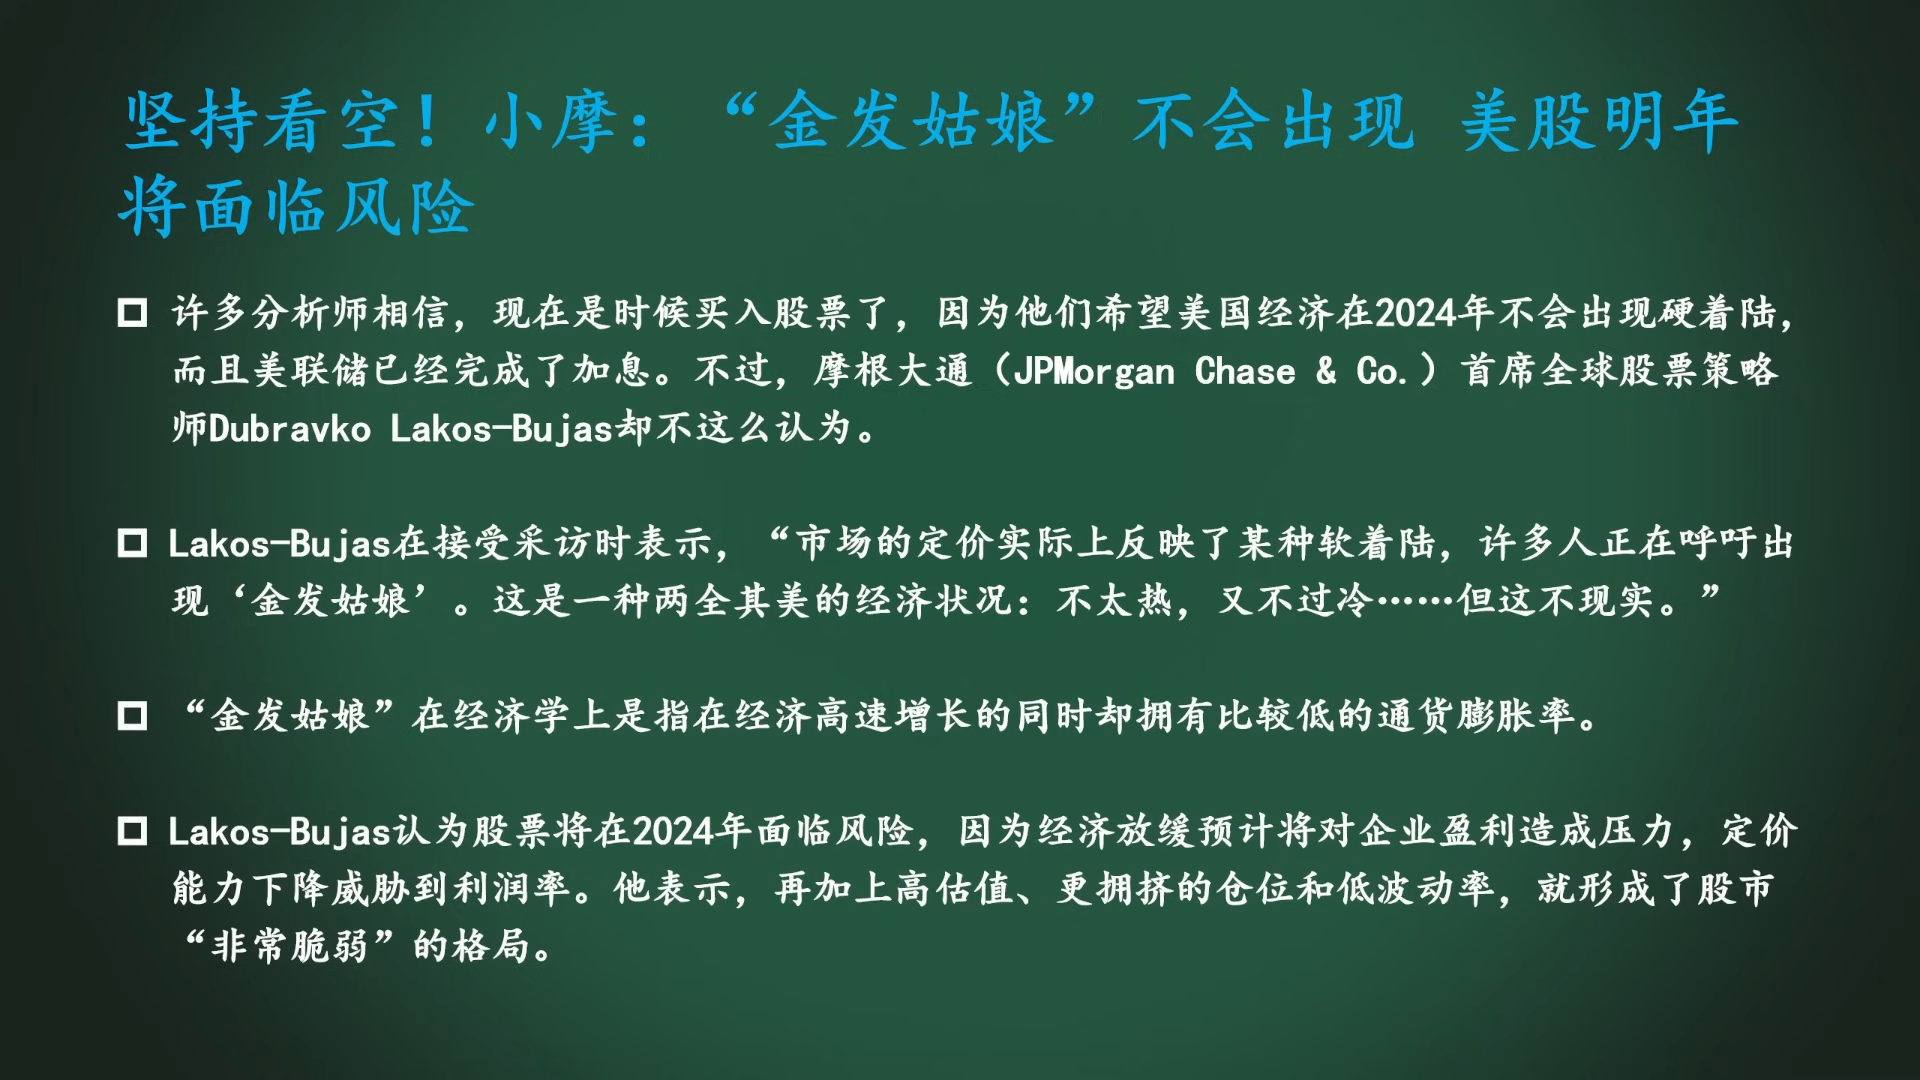 坚持看空！小摩：“金发姑娘”不会出现 美股明年
将面临风险
许多分析师相信，现在是时候买入股票了，因为他们希望美国经济在2024年不会出现硬着陆，
而且美联储已经完成了加息。不过，摩根大通（JPMorgan Chase & Co.）首席全球股票策略
师Dubravko Lakos-Bujas却不这么认为。
Lakos-Bujas在接受采访时表示，“市场的定价实际上反映了某种软着陆，许多人正在呼吁出
现‘金发姑娘’。这是一种两全其美的经济状况：不太热，又不过冷……但这不现实。”
“金发姑娘”在经济学上是指在经济高速增长的同时却拥有比较低的通货膨胀率。
Lakos-Bujas认为股票将在2024年面临风险，因为经济放缓预计将对企业盈利造成压力，定价
能力下降威胁到利润率。他表示，再加上高估值、更拥挤的仓位和低波动率，就形成了股市
“非常脆弱”的格局。